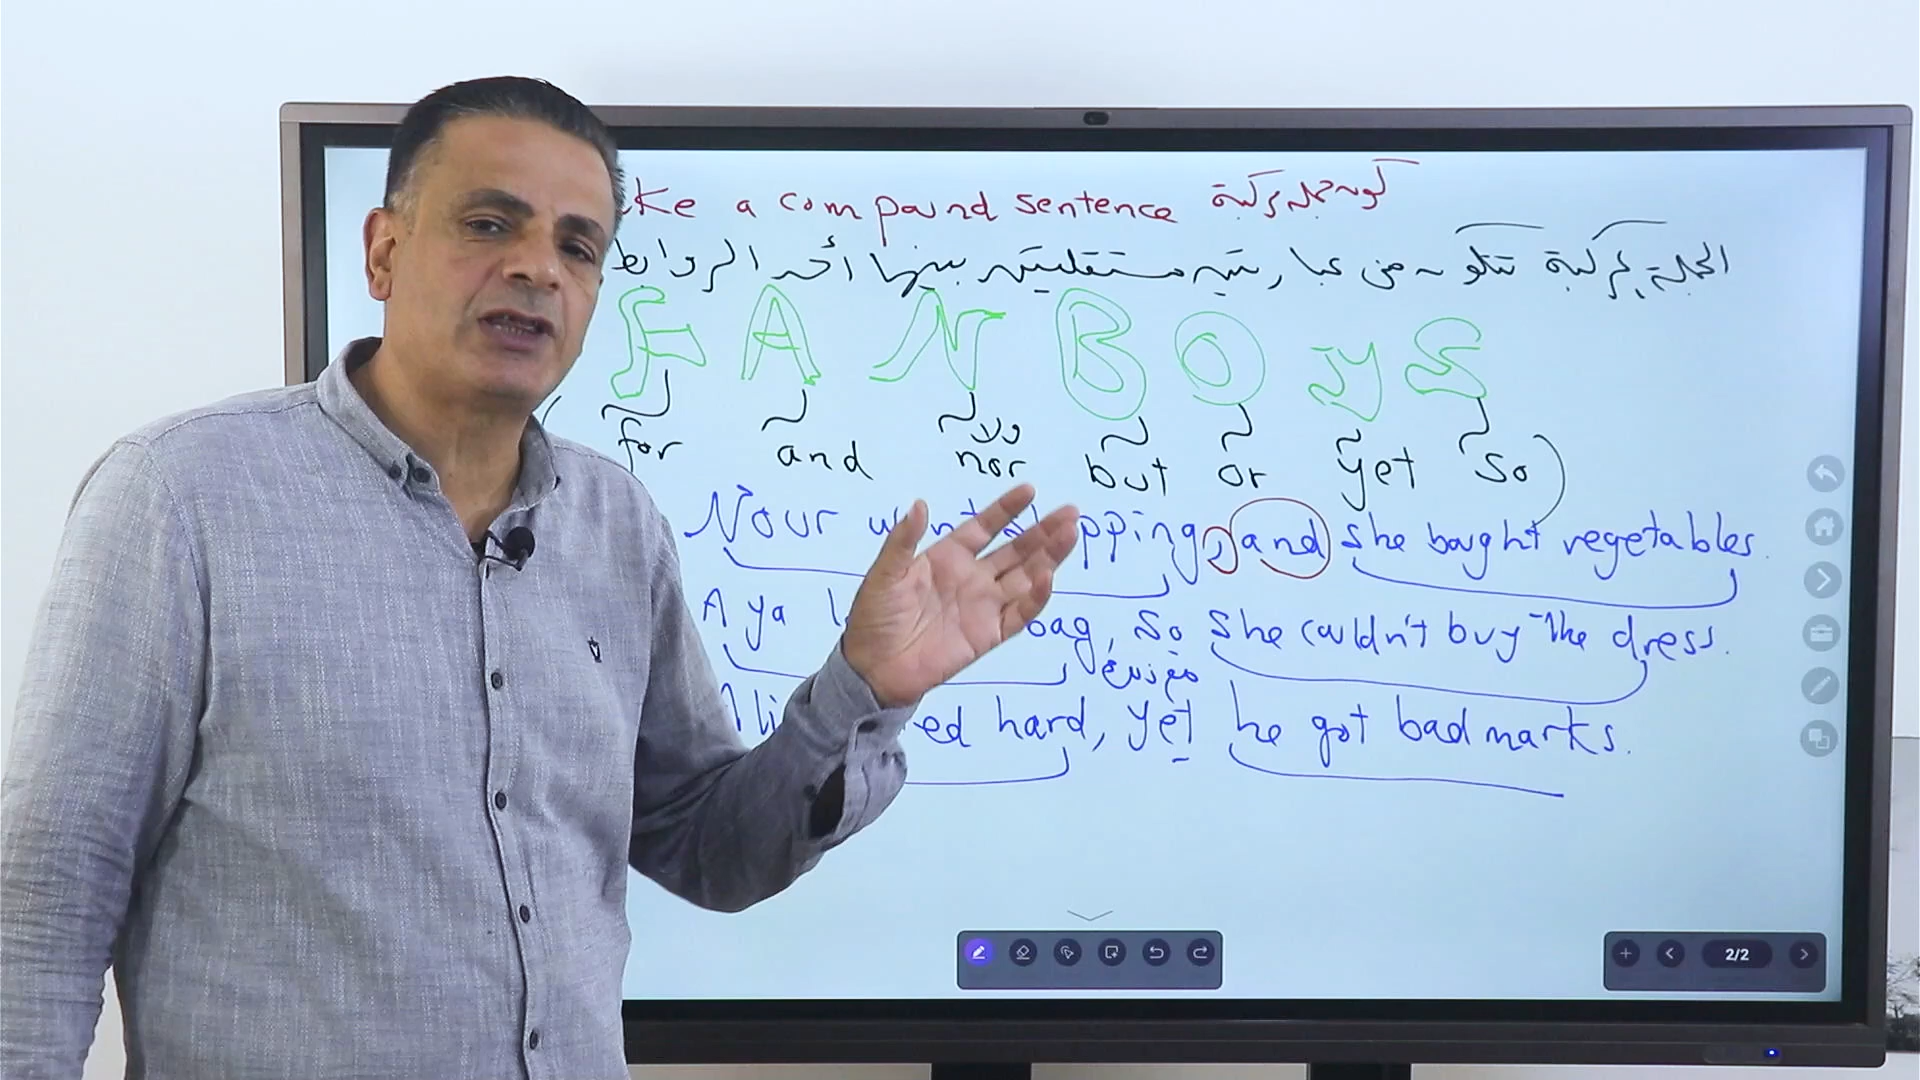 ke a compound sentence كون جملة مركبة
الجملة المركبة تتكون من عبارتين مستقلتين بينهما أحد الروابط
F A N B O Y S
for and nor ولا but or yet so)
Nour went shopping, and she bought vegetables.
Aya bag, so she couldn't buy the dress.
Ali ed hard, yet he got bad marks.
2/2